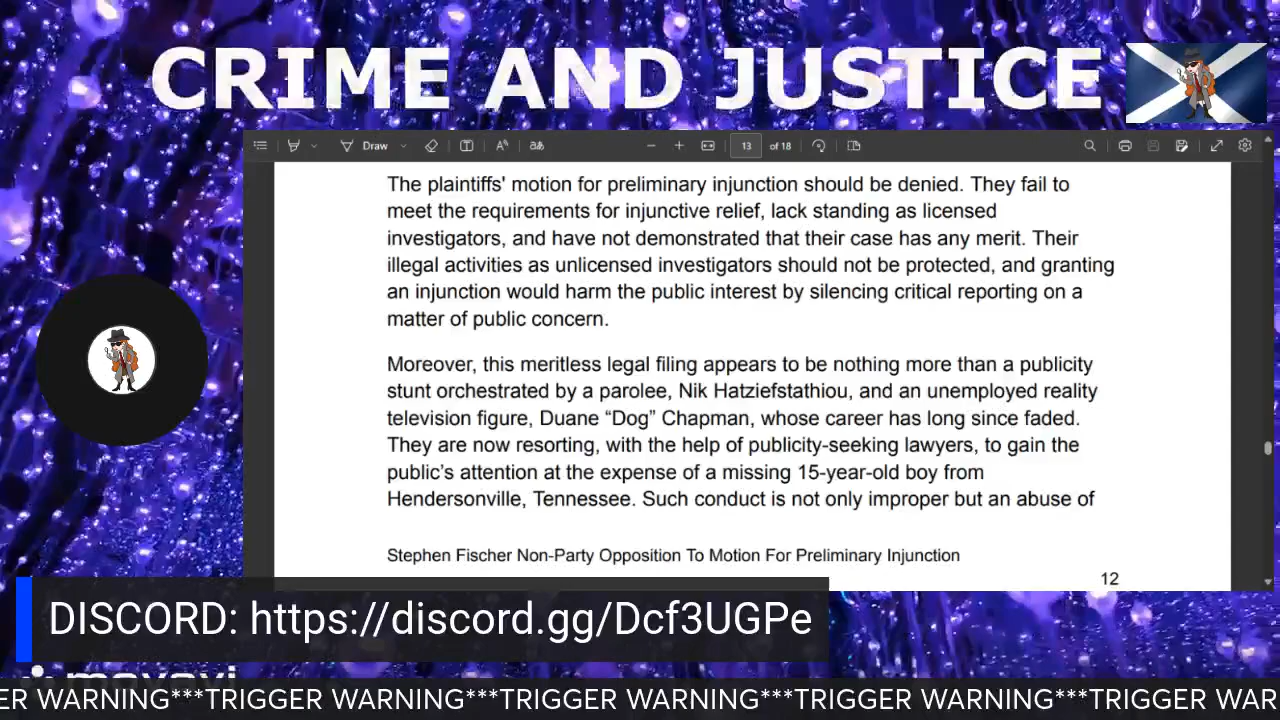 CRIME AND JUSTICE
Draw
13 of 18
The plaintiffs' motion for preliminary injunction should be denied. They fail to
meet the requirements for injunctive relief, lack standing as licensed
investigators, and have not demonstrated that their case has any merit. Their
illegal activities as unlicensed investigators should not be protected, and granting
an injunction would harm the public interest by silencing critical reporting on a
matter of public concern.
Moreover, this meritless legal filing appears to be nothing more than a publicity
stunt orchestrated by a parolee, Nik Hatziefstathiou, and an unemployed reality
television figure, Duane “Dog” Chapman, whose career has long since faded.
They are now resorting, with the help of publicity-seeking lawyers, to gain the
public’s attention at the expense of a missing 15-year-old boy from
Hendersonville, Tennessee. Such conduct is not only improper but an abuse of
Stephen Fischer Non-Party Opposition To Motion For Preliminary Injunction
12
DISCORD: https://discord.gg/Dcf3UGPe
ER WARNING***TRIGGER WARNING***TRIGGER WARNING***TRIGGER WARNING***TRIGGER WAR